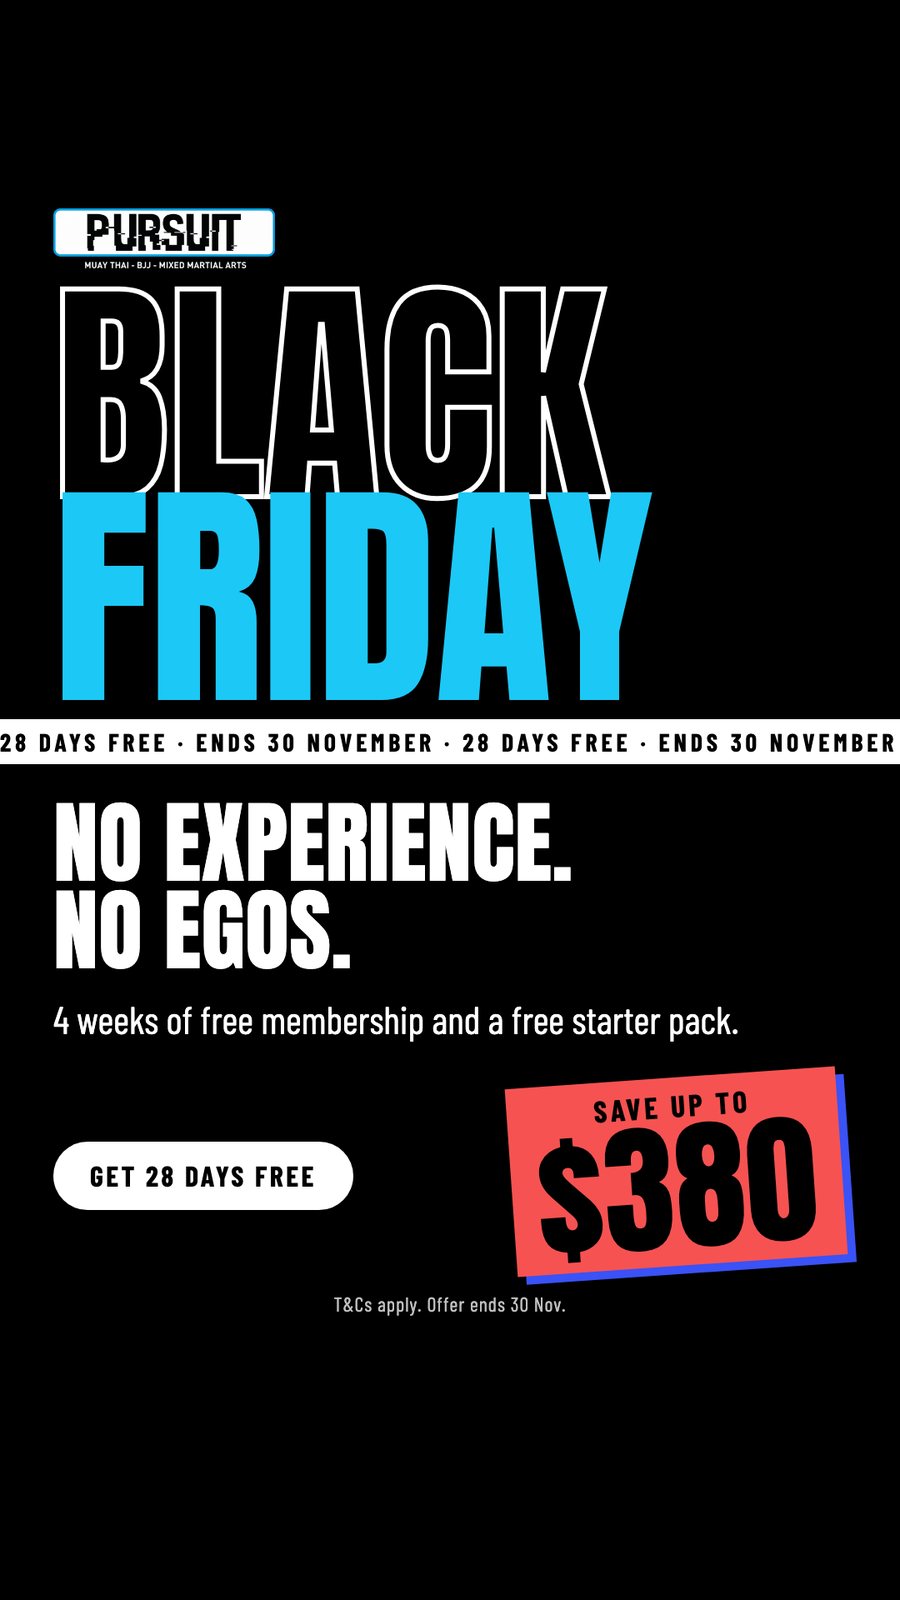 PURSUIT
MUAY THAI - BJJ - MIXED MARTIAL ARTS
BLACK
FRIDAY
28 DAYS FREE · ENDS 30 NOVEMBER · 28 DAYS FREE · ENDS 30 NOVEMBER
NO EXPERIENCE.
NO EGOS.
4 weeks of free membership and a free starter pack.
SAVE UP TO
$380
GET 28 DAYS FREE
T&Cs apply. Offer ends 30 Nov.